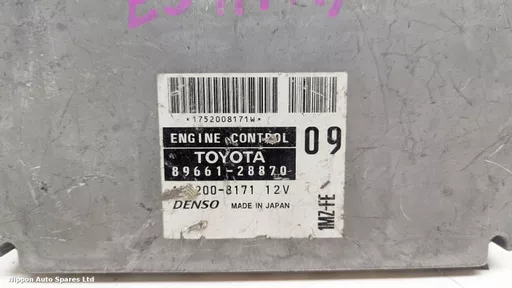 *1752008171W*
ENGINE CONTROL
09
TOYOTA
89661-28870
200-8171 12V
DENSO MADE IN JAPAN
1MZ-FE
Nippon Auto Spares Ltd